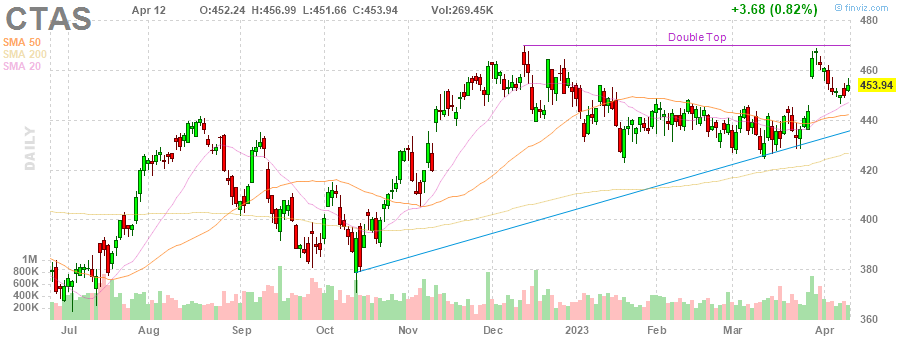 CTAS Apr 12 O:452.24 H:456.99 L:451.66 C:453.94 Vol:269.45K +3.68 (0.82%) © finviz.com
SMA 50
SMA 200
SMA 20
Double Top
DAILY
480
460
453.94
440
420
400
380
360
1M
800K
600K
400K
200K
Jul Aug Sep Oct Nov Dec 2023 Feb Mar Apr